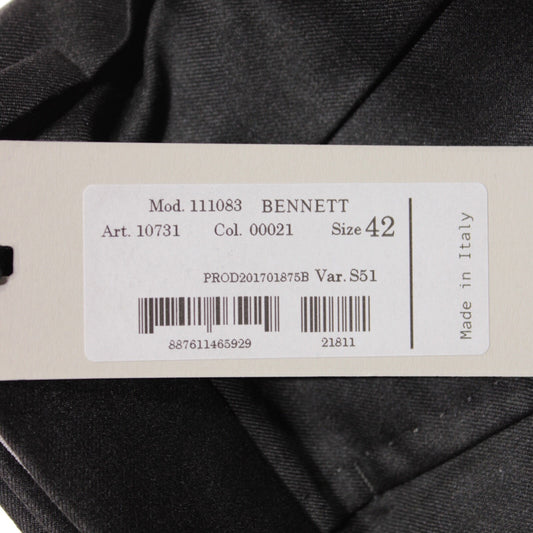 Mod. 111083 BENNETT
Art. 10731 Col. 00021 Size 42
PROD201701875B Var. S51
887611465929 21811
Made in Italy